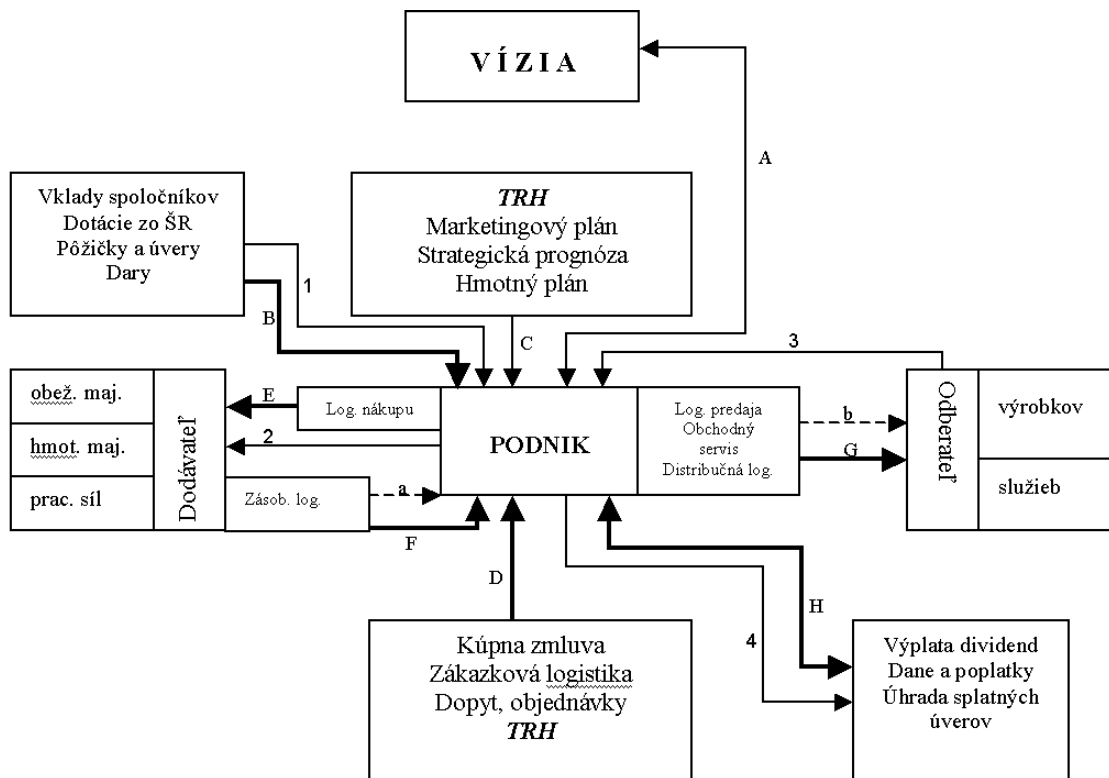 V Í Z I A
A
Vklady spoločníkov
Dotácie zo ŠR
Pôžičky a úvery
Dary
1
B
TRH
Marketingový plán
Strategická prognóza
Hmotný plán
C
3
obež. maj.
hmot. maj.
prac. síl
Dodávateľ
E
2
Log. nákupu
Zásob. log.
a
F
PODNIK
Log. predaja
Obchodný
servis
Distribučná log.
b
G
Odberateľ
výrobkov
služieb
D
H
4
Kúpna zmluva
Zákazková logistika
Dopyt, objednávky
TRH
Výplata dividend
Dane a poplatky
Úhrada splatných
úverov